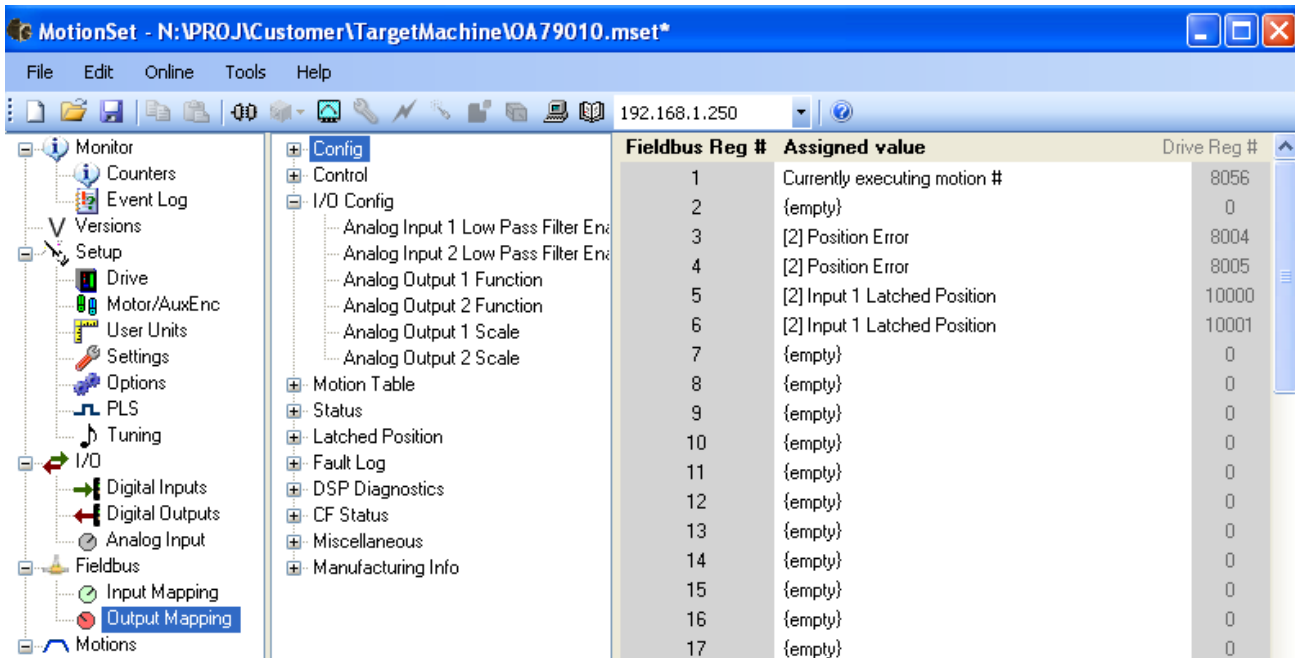 MotionSet - N:\PROJ\Customer\TargetMachine\OA79010.mset*
File Edit Online Tools Help
192.168.1.250
Monitor
Counters
Event Log
Versions
Setup
Drive
Motor/AuxEnc
User Units
Settings
Options
PLS
Tuning
I/O
Digital Inputs
Digital Outputs
Analog Input
Fieldbus
Input Mapping
Output Mapping
Motions
Config
Control
I/O Config
Analog Input 1 Low Pass Filter Ena
Analog Input 2 Low Pass Filter Ena
Analog Output 1 Function
Analog Output 2 Function
Analog Output 1 Scale
Analog Output 2 Scale
Motion Table
Status
Latched Position
Fault Log
DSP Diagnostics
CF Status
Miscellaneous
Manufacturing Info
Fieldbus Reg # Assigned value Drive Reg #
1 Currently executing motion # 8056
2 {empty} 0
3 [2] Position Error 8004
4 [2] Position Error 8005
5 [2] Input 1 Latched Position 10000
6 [2] Input 1 Latched Position 10001
7 {empty} 0
8 {empty} 0
9 {empty} 0
10 {empty} 0
11 {empty} 0
12 {empty} 0
13 {empty} 0
14 {empty} 0
15 {empty} 0
16 {empty} 0
17 {empty} 0